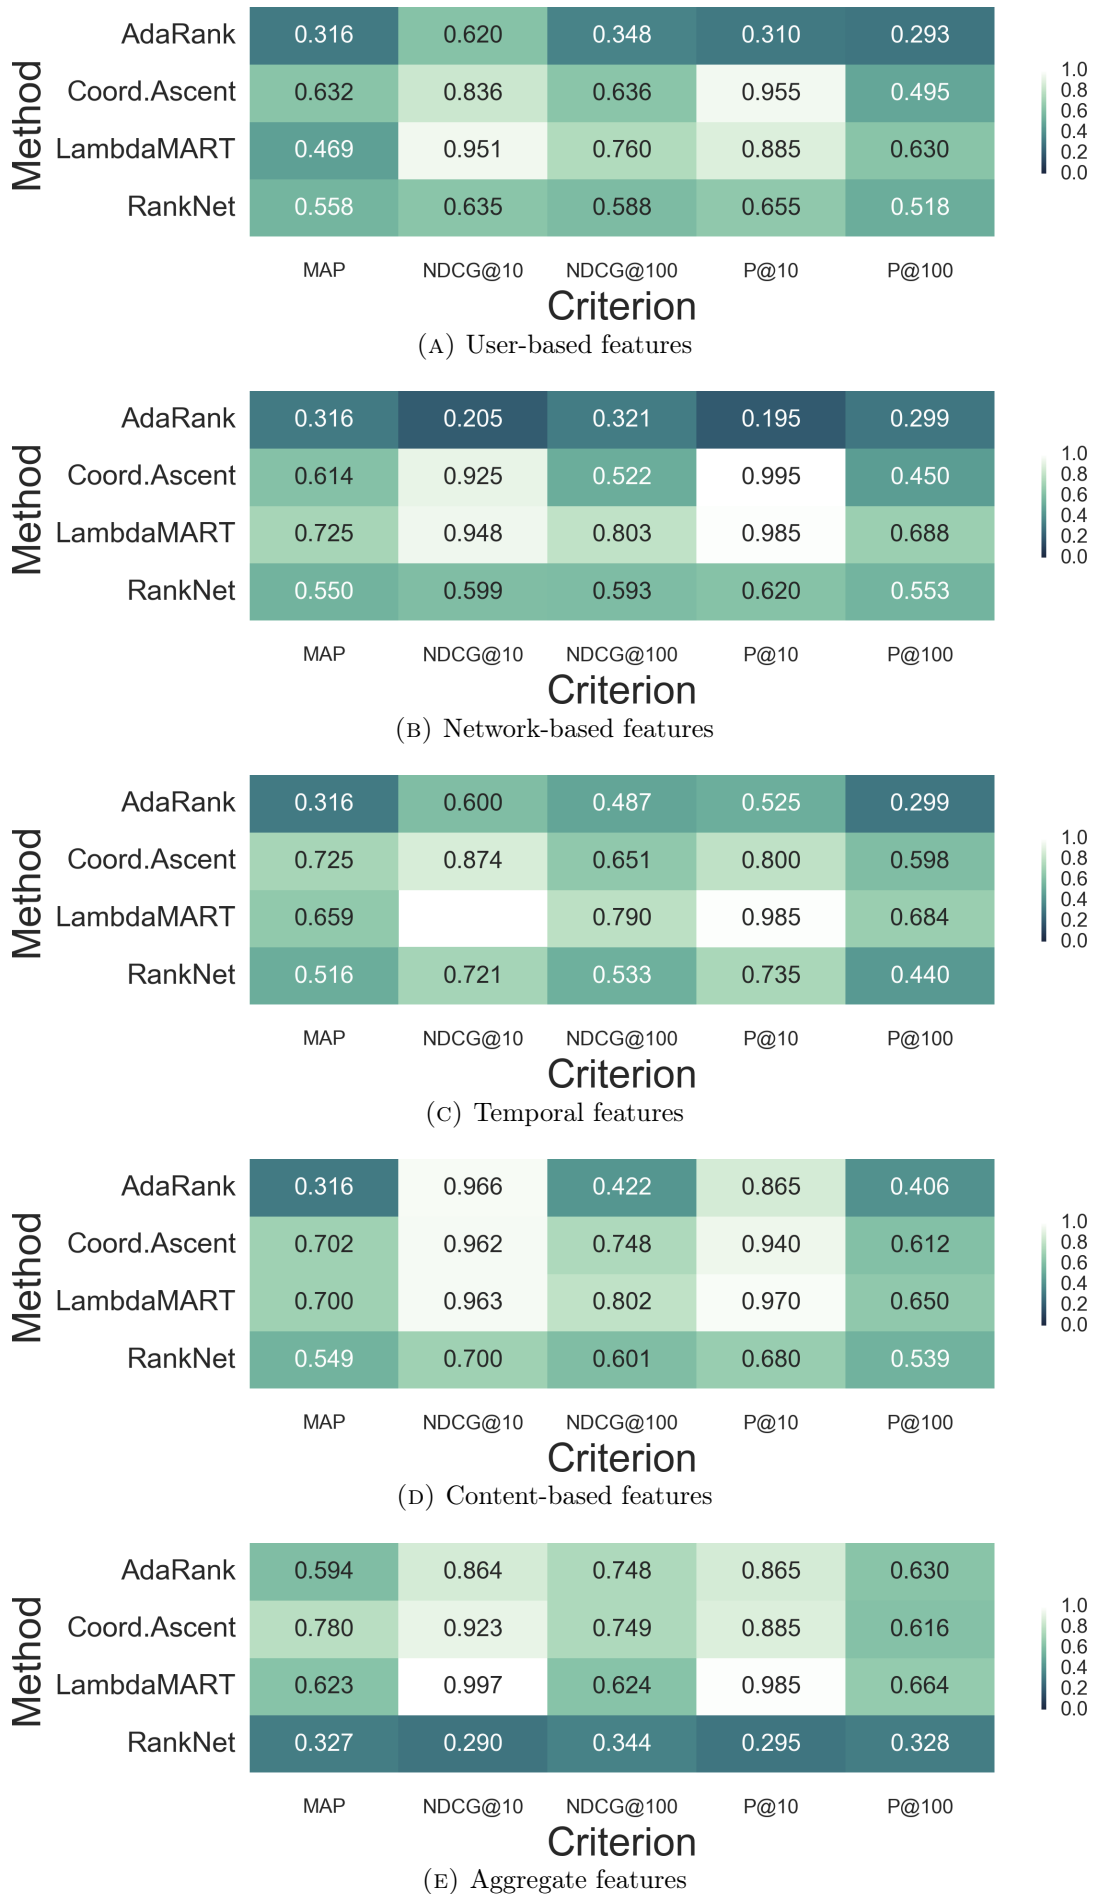 AdaRank 0.316 0.620 0.348 0.310 0.293
Coord.Ascent 0.632 0.836 0.636 0.955 0.495
LambdaMART 0.469 0.951 0.760 0.885 0.630
RankNet 0.558 0.635 0.588 0.655 0.518
Method
1.0
0.8
0.6
0.4
0.2
0.0
MAP NDCG@10 NDCG@100 P@10 P@100
Criterion
(A) User-based features
AdaRank 0.316 0.205 0.321 0.195 0.299
Coord.Ascent 0.614 0.925 0.522 0.995 0.450
LambdaMART 0.725 0.948 0.803 0.985 0.688
RankNet 0.550 0.599 0.593 0.620 0.553
Method
1.0
0.8
0.6
0.4
0.2
0.0
MAP NDCG@10 NDCG@100 P@10 P@100
Criterion
(B) Network-based features
AdaRank 0.316 0.600 0.487 0.525 0.299
Coord.Ascent 0.725 0.874 0.651 0.800 0.598
LambdaMART 0.659 0.790 0.985 0.684
RankNet 0.516 0.721 0.533 0.735 0.440
Method
1.0
0.8
0.6
0.4
0.2
0.0
MAP NDCG@10 NDCG@100 P@10 P@100
Criterion
(C) Temporal features
AdaRank 0.316 0.966 0.422 0.865 0.406
Coord.Ascent 0.702 0.962 0.748 0.940 0.612
LambdaMART 0.700 0.963 0.802 0.970 0.650
RankNet 0.549 0.700 0.601 0.680 0.539
Method
1.0
0.8
0.6
0.4
0.2
0.0
MAP NDCG@10 NDCG@100 P@10 P@100
Criterion
(D) Content-based features
AdaRank 0.594 0.864 0.748 0.865 0.630
Coord.Ascent 0.780 0.923 0.749 0.885 0.616
LambdaMART 0.623 0.997 0.624 0.985 0.664
RankNet 0.327 0.290 0.344 0.295 0.328
Method
1.0
0.8
0.6
0.4
0.2
0.0
MAP NDCG@10 NDCG@100 P@10 P@100
Criterion
(E) Aggregate features